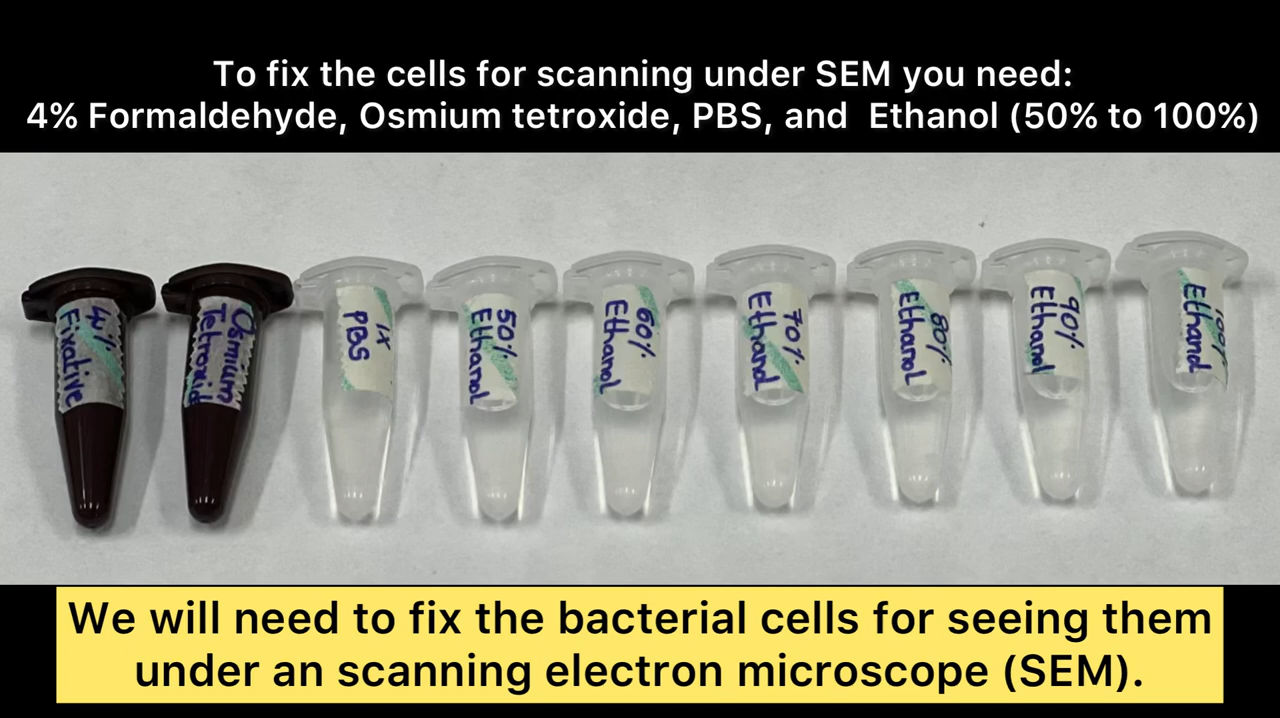 To fix the cells for scanning under SEM you need:
4% Formaldehyde, Osmium tetroxide, PBS, and Ethanol (50% to 100%)
4%
Fixative
Osmium
Tetroxide
1x
PBS
50%
Ethanol
60%
Ethanol
70%
Ethanol
80%
Ethanol
90%
Ethanol
100%
Ethanol
We will need to fix the bacterial cells for seeing them
under an scanning electron microscope (SEM).